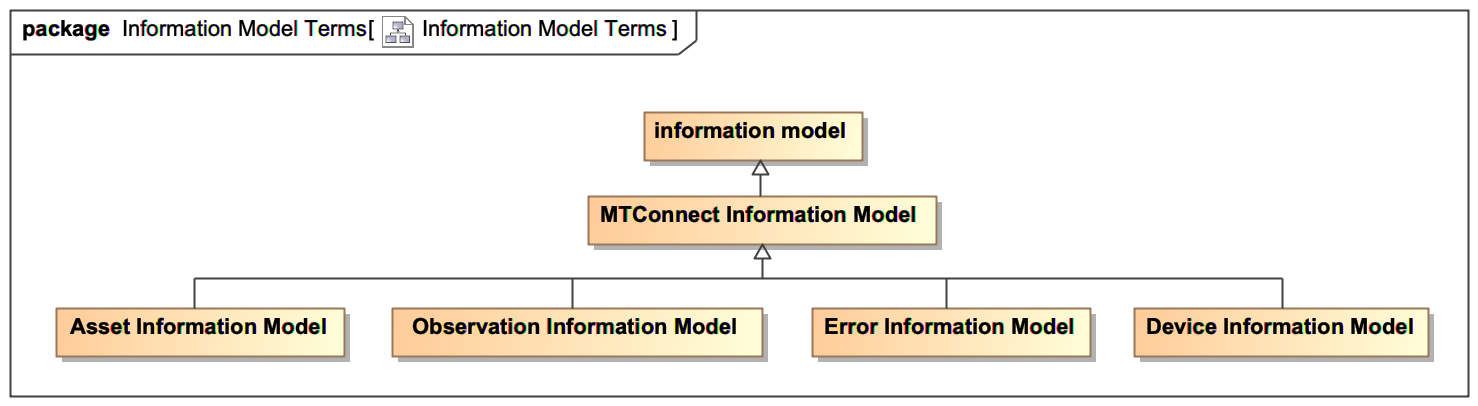 package Information Model Terms[ Information Model Terms ]
information model
MTConnect Information Model
Asset Information Model
Observation Information Model
Error Information Model
Device Information Model